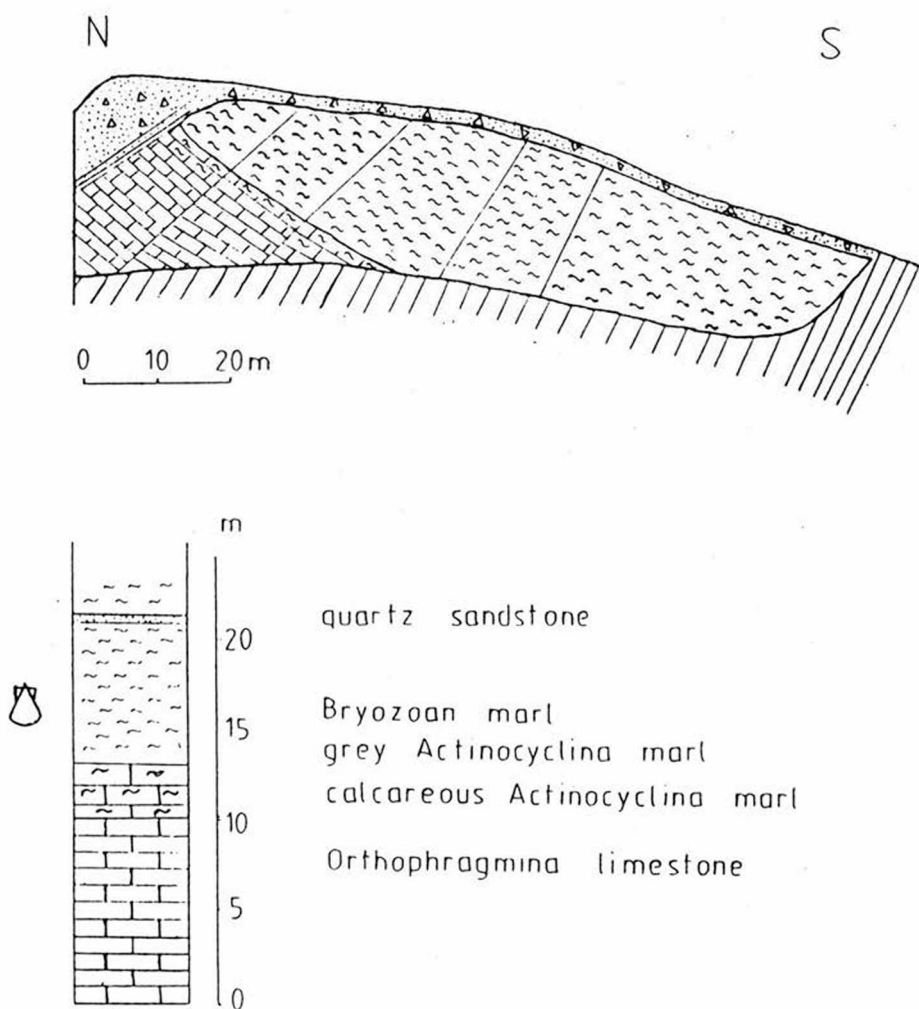 N S
0 10 20 m
m
20
quartz sandstone
15
Bryozoan marl
grey Actinocyclina marl
calcareous Actinocyclina marl
10
Orthophragmina limestone
5
0